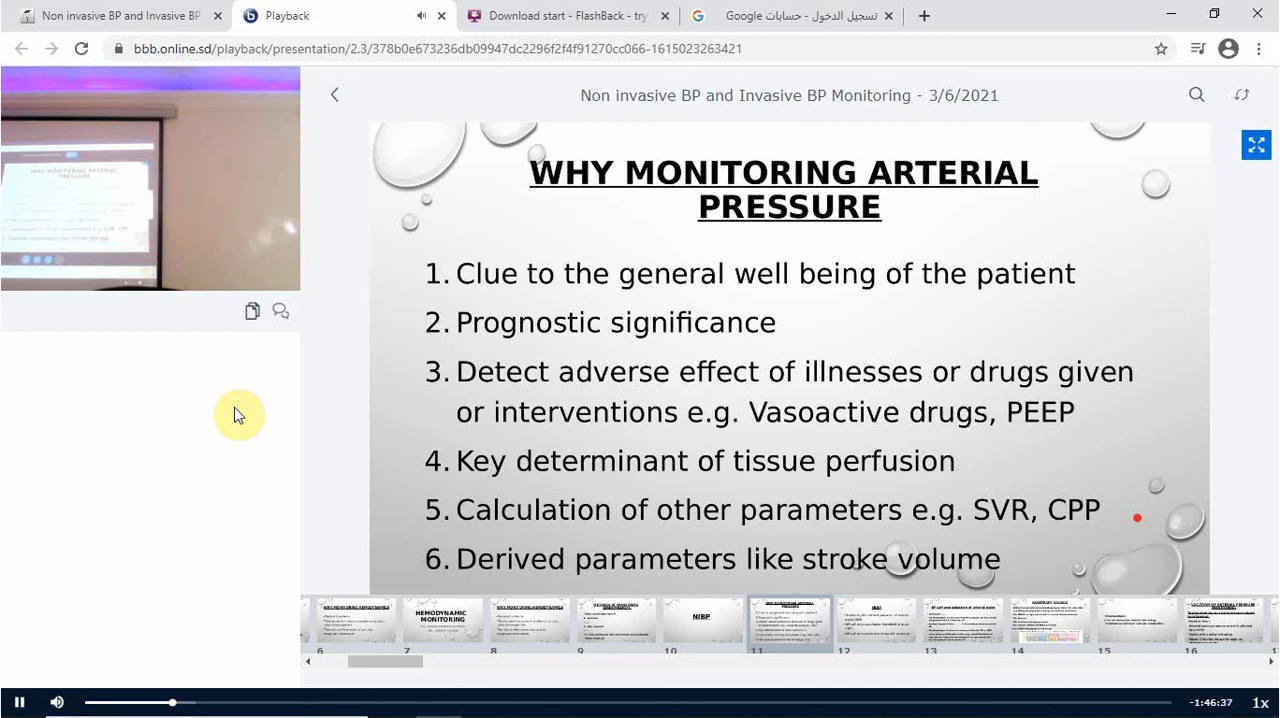 Non invasive BP and Invasive BP
Playback
Download start - FlashBack - try
تسجيل الدخول - حسابات Google
bbb.online.sd/playback/presentation/2.3/378b0e673236db09947dc2296f2f4f91270cc066-1615023263421
Non invasive BP and Invasive BP Monitoring - 3/6/2021
WHY MONITORING ARTERIAL
PRESSURE
WHY MONITORING ARTERIAL
PRESSURE
1. Clue to the general well being of the patient
2. Prognostic significance
3. Detect adverse effect of illnesses or drugs given
or interventions e.g. Vasoactive drugs, PEEP
4. Key determinant of tissue perfusion
5. Calculation of other parameters e.g. SVR, CPP
6. Derived parameters like stroke volume
HEMODYNAMIC
MONITORING
NIBP
6 7 8 9 10 11 12 13 14 15 16
-1:46:37
1x